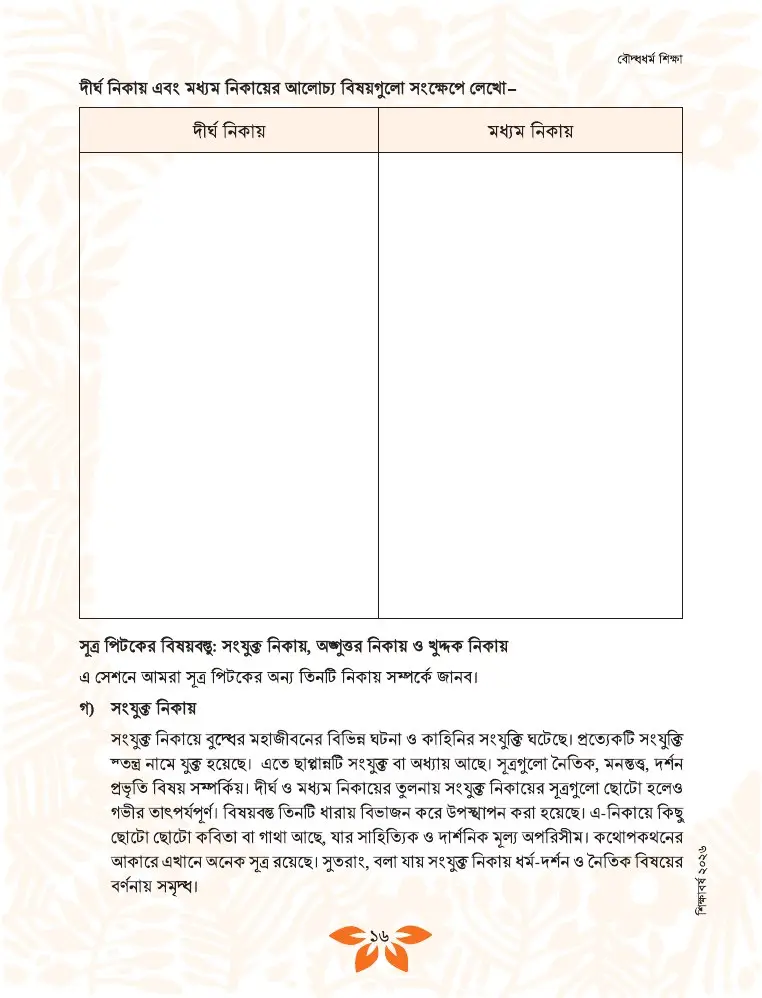 বৌদ্ধধর্ম শিক্ষা
দীর্ঘ নিকায় এবং মধ্যম নিকায়ের আলোচ্য বিষয়গুলো সংক্ষেপে লেখো–
দীর্ঘ নিকায়
মধ্যম নিকায়
সূত্র পিটকের বিষয়বস্তু: সংযুক্ত নিকায়, অঙ্গুত্তর নিকায় ও খুদ্দক নিকায়
এ সেশনে আমরা সূত্র পিটকের অন্য তিনটি নিকায় সম্পর্কে জানব।
গ) সংযুক্ত নিকায়
সংযুক্ত নিকায়ে বুদ্ধের মহাজীবনের বিভিন্ন ঘটনা ও কাহিনির সংযুক্তি ঘটেছে। প্রত্যেকটি সংযুক্তি
স্বতন্ত্র নামে যুক্ত হয়েছে। এতে ছাপ্পান্নটি সংযুক্ত বা অধ্যায় আছে। সূত্রগুলো নৈতিক, মনস্তত্ত্ব, দর্শন
প্রভৃতি বিষয় সম্পর্কিয়। দীর্ঘ ও মধ্যম নিকায়ের তুলনায় সংযুক্ত নিকায়ের সূত্রগুলো ছোটো হলেও
গভীর তাৎপর্যপূর্ণ। বিষয়বস্তু তিনটি ধারায় বিভাজন করে উপস্থাপন করা হয়েছে। এ-নিকায়ে কিছু
ছোটো ছোটো কবিতা বা গাথা আছে, যার সাহিত্যিক ও দার্শনিক মূল্য অপরিসীম। কথোপকথনের
আকারে এখানে অনেক সূত্র রয়েছে। সুতরাং, বলা যায় সংযুক্ত নিকায় ধর্ম-দর্শন ও নৈতিক বিষয়ের
বর্ণনায় সমৃদ্ধ।
শিক্ষাবর্ষ ২০২৬
১৬